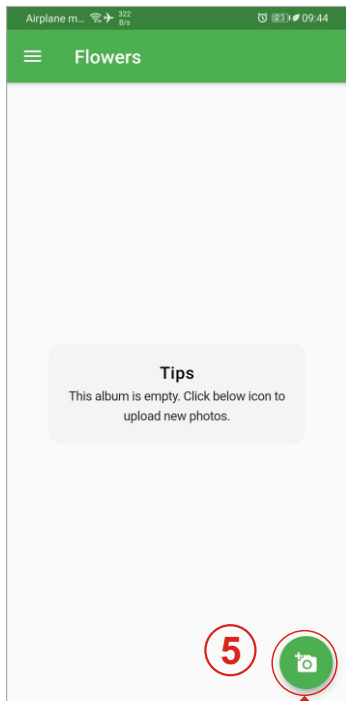 Airplane m... 322 B/s 09:44
Flowers
Tips
This album is empty. Click below icon to
upload new photos.
5